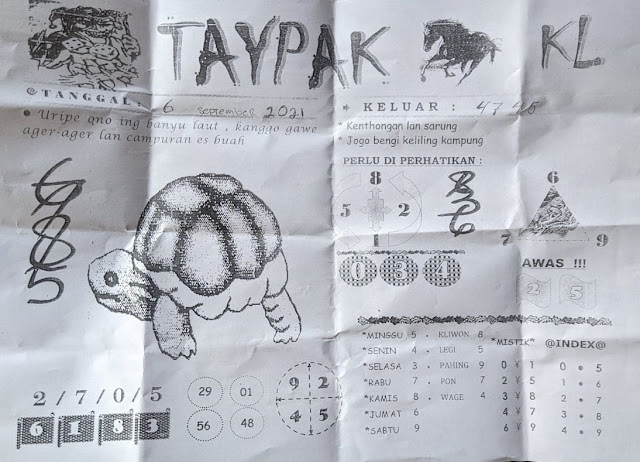 TAYPAK KL
@TANGGAL: 6 september 2021
* KELUAR :
• Uripe qno ing banyu laut , kanggo gawe
ager-ager lan campuran es buah
* Kenthongan lan sarung
* Jogo bengi keliling kampung
PERLU DI PERHATIKAN :
8
5 2
1
0 3 4
6
7 9
AWAS !!!
2 5
2/7/0/5
6 1 8 3
29 01
56 48
9 2
4 5
*MINGGU 5 . KLIWON 8 *MISTIK* @INDEX@
*SENIN 4 . LEGI 5
*SELASA 3 . PAHING 9 0 ¥ 1 0 = 5
*RABU 7 . PON 7 2 ¥ 5 1 = 6
*KAMIS 8 . WAGE 4 3 ¥ 8 2 = 7
*JUMAT 6 4 ¥ 7 3 = 8
*SABTU 9 6 ¥ 9 4 = 9